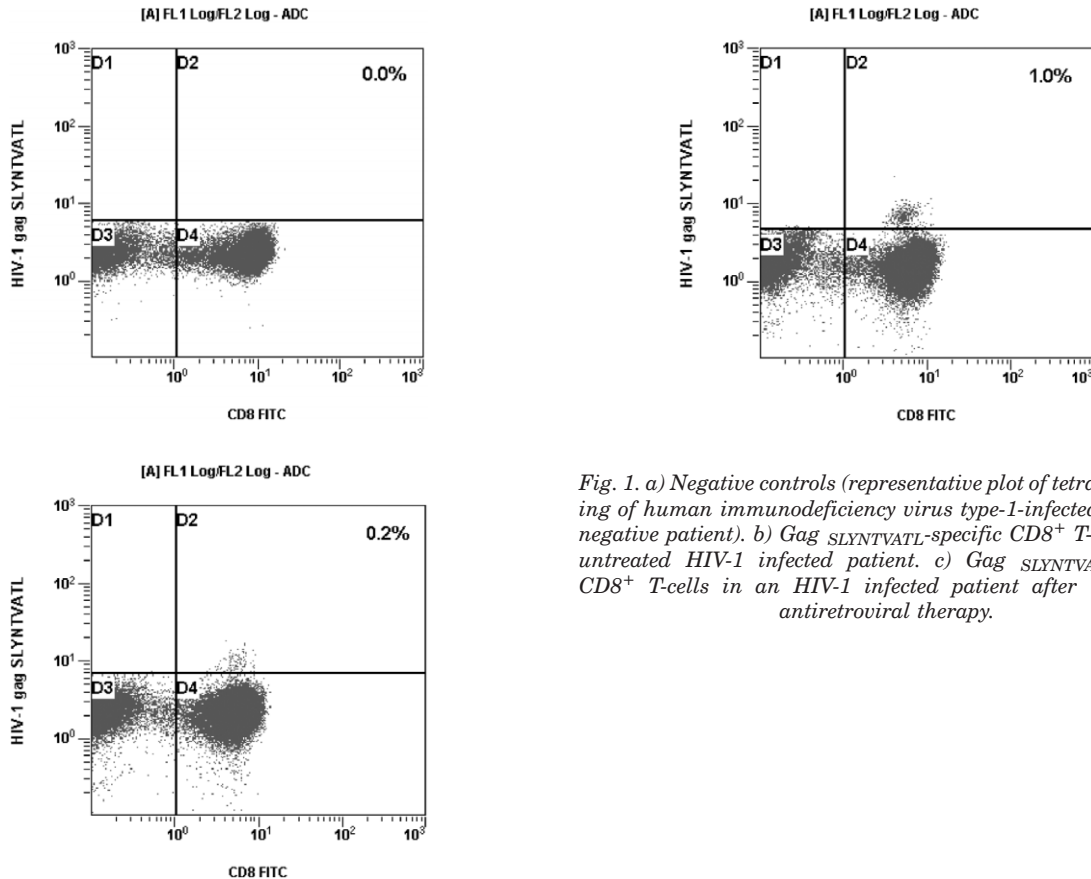 [A] FL1 Log/FL2 Log - ADC
10³
D1
D2
0.0%
10²
HIV-1 gag SLYNTVATL
10¹
D3
D4
10⁰
10⁰
10¹
10²
10³
CD8 FITC
[A] FL1 Log/FL2 Log - ADC
10³
D1
D2
1.0%
10²
HIV-1 gag SLYNTVATL
10¹
D3
D4
10⁰
10⁰
10¹
10²
10³
CD8 FITC
[A] FL1 Log/FL2 Log - ADC
10³
D1
D2
0.2%
10²
HIV-1 gag SLYNTVATL
10¹
D3
D4
10⁰
10⁰
10¹
10²
10³
CD8 FITC
Fig. 1. a) Negative controls (representative plot of tetra
ing of human immunodeficiency virus type-1-infected
negative patient). b) Gag SLYNTVATL-specific CD8⁺ T-
untreated HIV-1 infected patient. c) Gag SLYNTVA
CD8⁺ T-cells in an HIV-1 infected patient after
antiretroviral therapy.